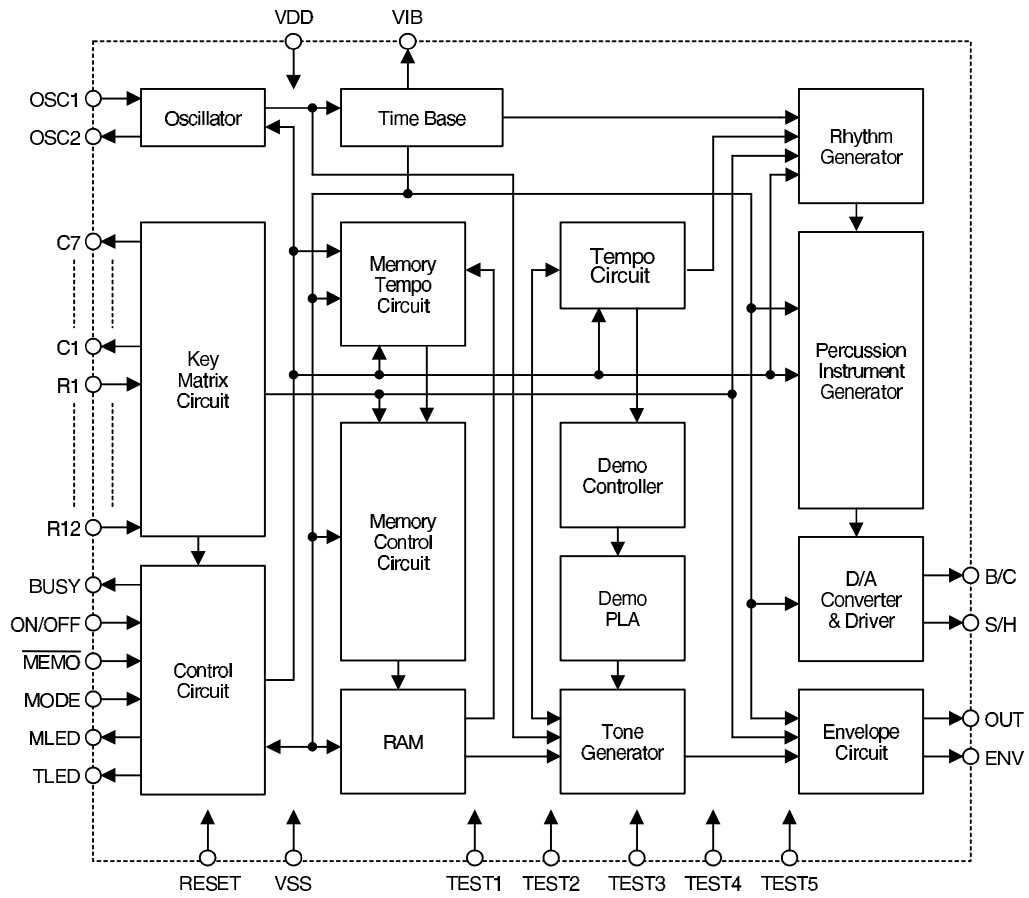 VDD
VIB
OSC1
OSC2
Oscillator
Time Base
Rhythm
Generator
C7
Memory
Tempo
Circuit
Tempo
Circuit
C1
R1
Key
Matrix
Circuit
Percussion
Instrument
Generator
Demo
Controller
R12
Memory
Control
Circuit
BUSY
ON/OFF
MEMO
MODE
MLED
TLED
Control
Circuit
Demo
PLA
D/A
Converter
& Driver
B/C
S/H
RAM
Tone
Generator
Envelope
Circuit
OUT
ENV
RESET
VSS
TEST1
TEST2
TEST3
TEST4
TEST5